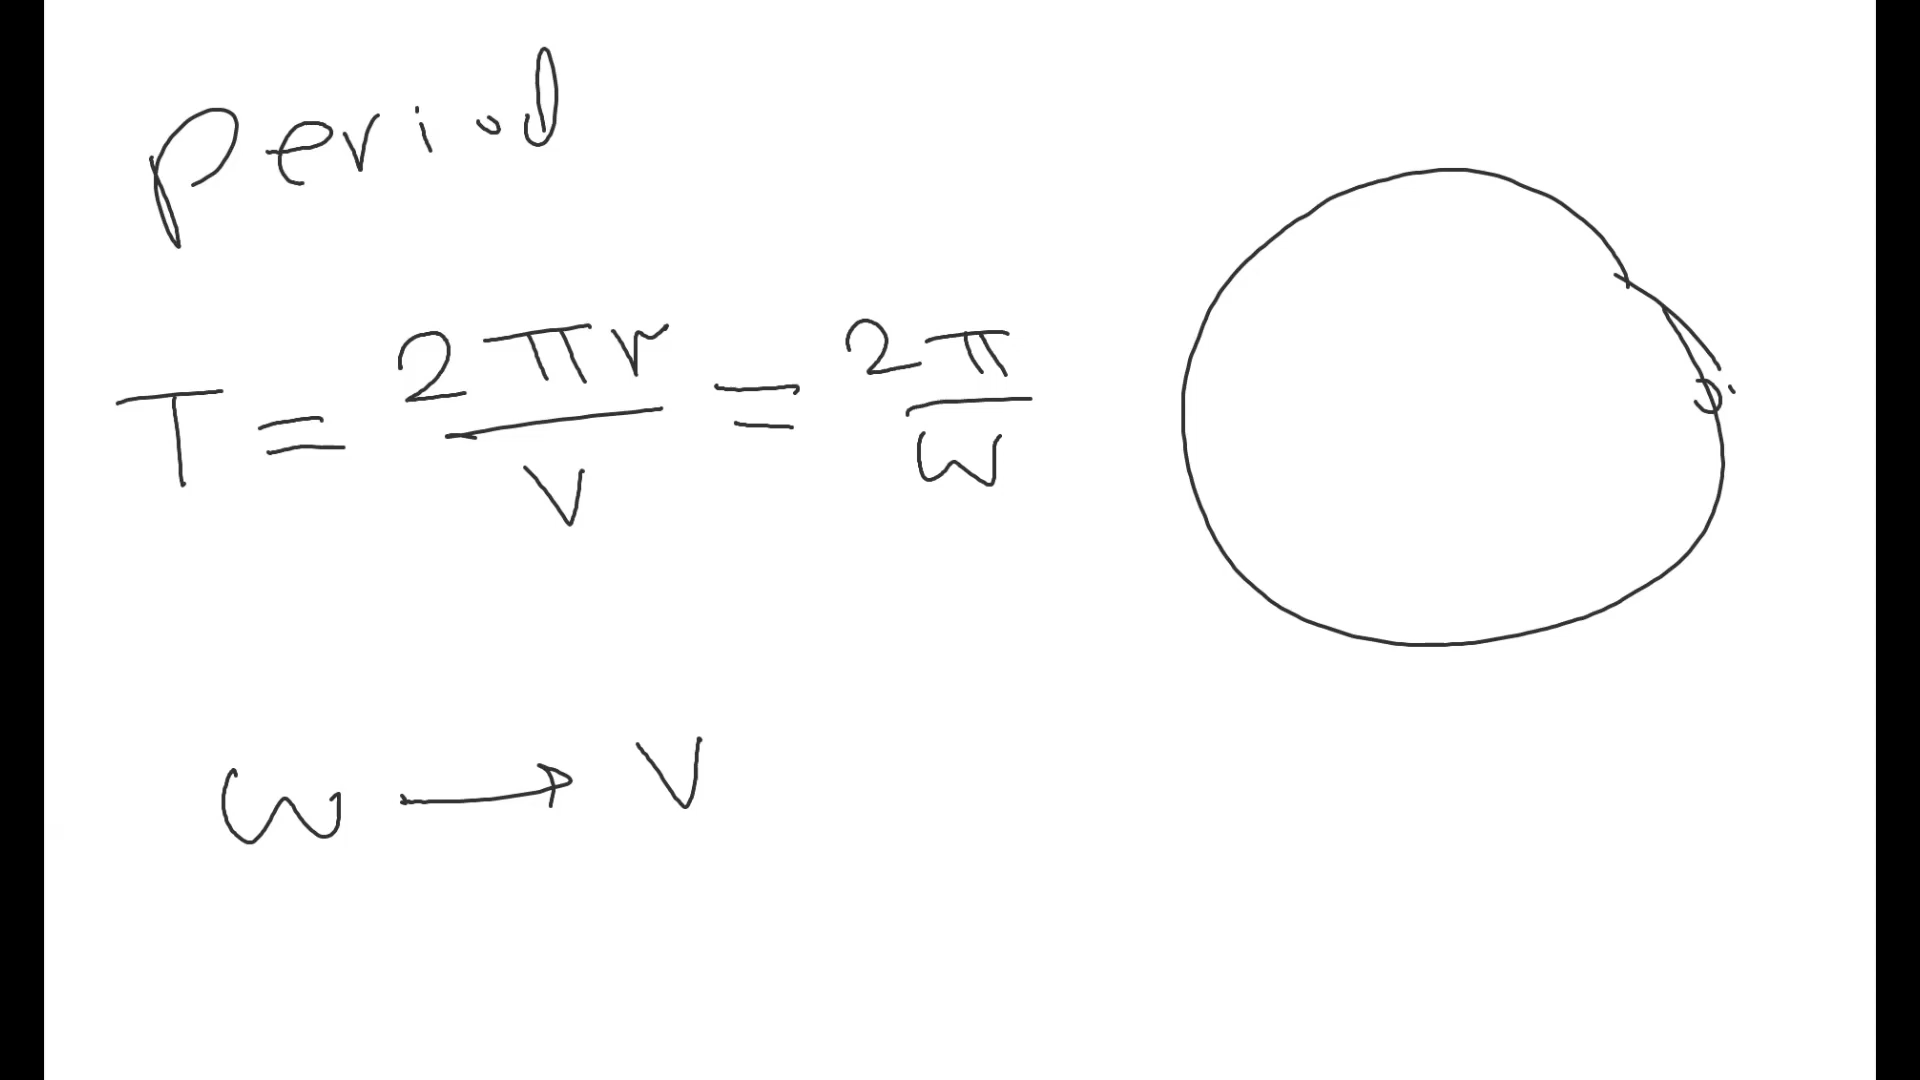 Period
T = 2πr/v = 2π/ω
ω → v